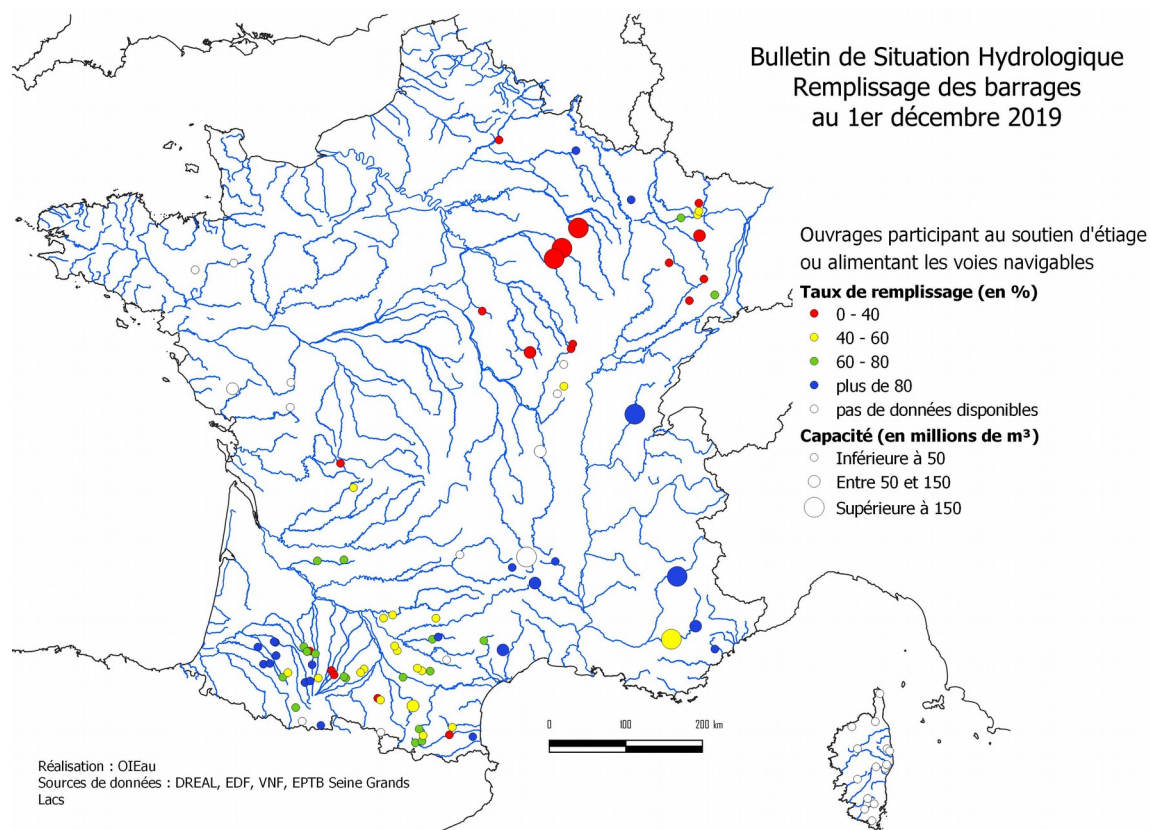 Bulletin de Situation Hydrologique
Remplissage des barrages
au 1er décembre 2019
Ouvrages participant au soutien d'étiage
ou alimentant les voies navigables
Taux de remplissage (en %)
0 - 40
40 - 60
60 - 80
plus de 80
pas de données disponibles
Capacité (en millions de m³)
Inférieure à 50
Entre 50 et 150
Supérieure à 150
0 100 200 km
Réalisation : OIEau
Sources de données : DREAL, EDF, VNF, EPTB Seine Grands
Lacs